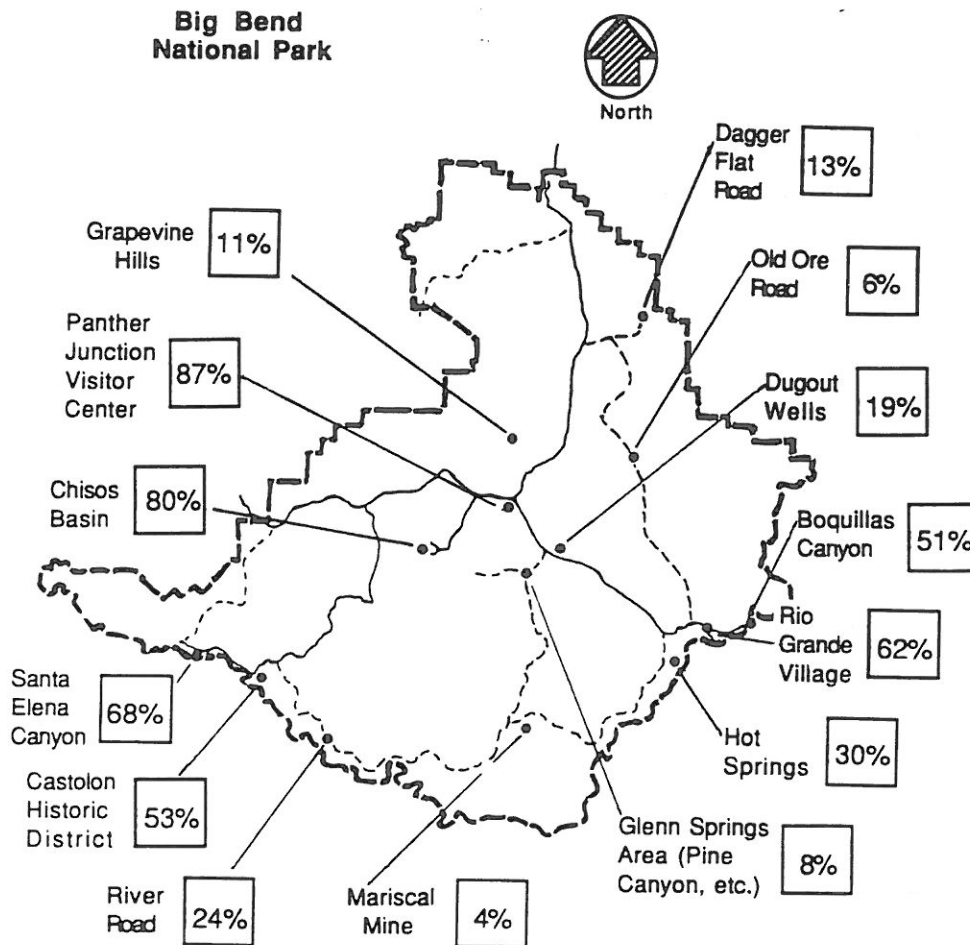 Big Bend
National Park
North
Dagger
Flat
Road
13%
Grapevine
Hills
11%
Old Ore
Road
6%
Panther
Junction
Visitor
Center
87%
Dugout
Wells
19%
Chisos
Basin
80%
Boquillas
Canyon
51%
Rio
Grande
Village
62%
Santa
Elena
Canyon
68%
Hot
Springs
30%
Castolon
Historic
District
53%
Glenn Springs
Area (Pine
Canyon, etc.)
8%
River
Road
24%
Mariscal
Mine
4%